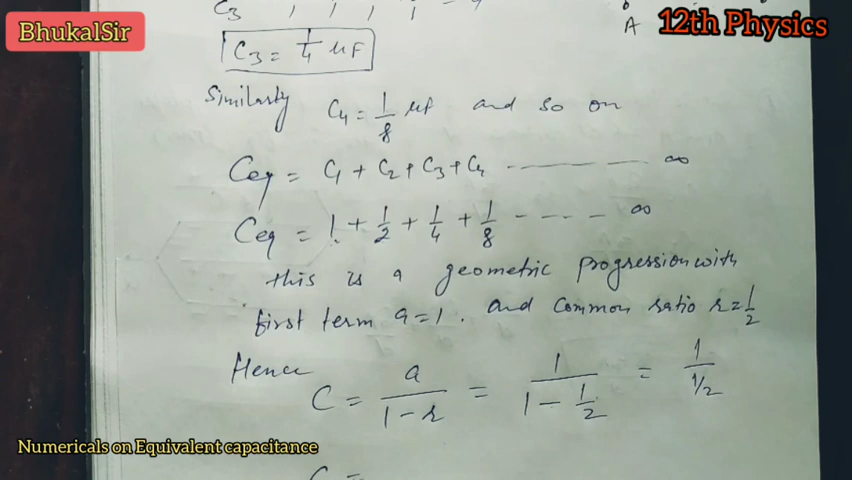 BhukalSir
12th Physics
C3
A
C3 = 1/4 μF
Similarly C4 = 1/8 μf and so on
Ceq = C1 + C2 + C3 + C4 ------- ∞
Ceq = 1 + 1/2 + 1/4 + 1/8 ---- ∞
this is a geometric progression with
first term a=1. and common ratio r=1/2
Hence
C = a/1-r = 1/1-1/2 = 1/1/2
Numericals on Equivalent capacitance
C =